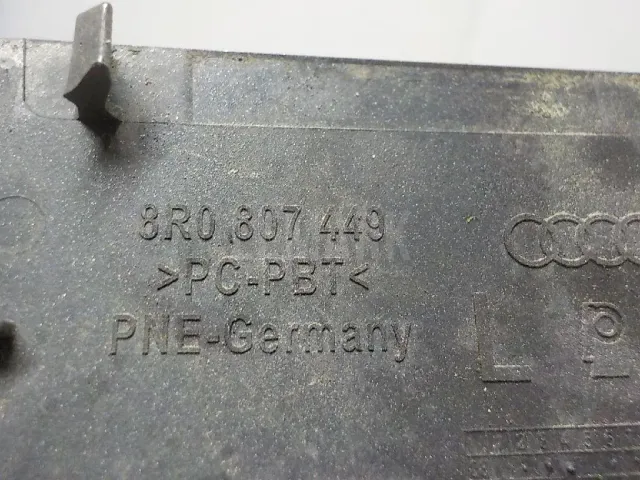 8R0 807 449
>PC-PBT<
PNE-Germany
L